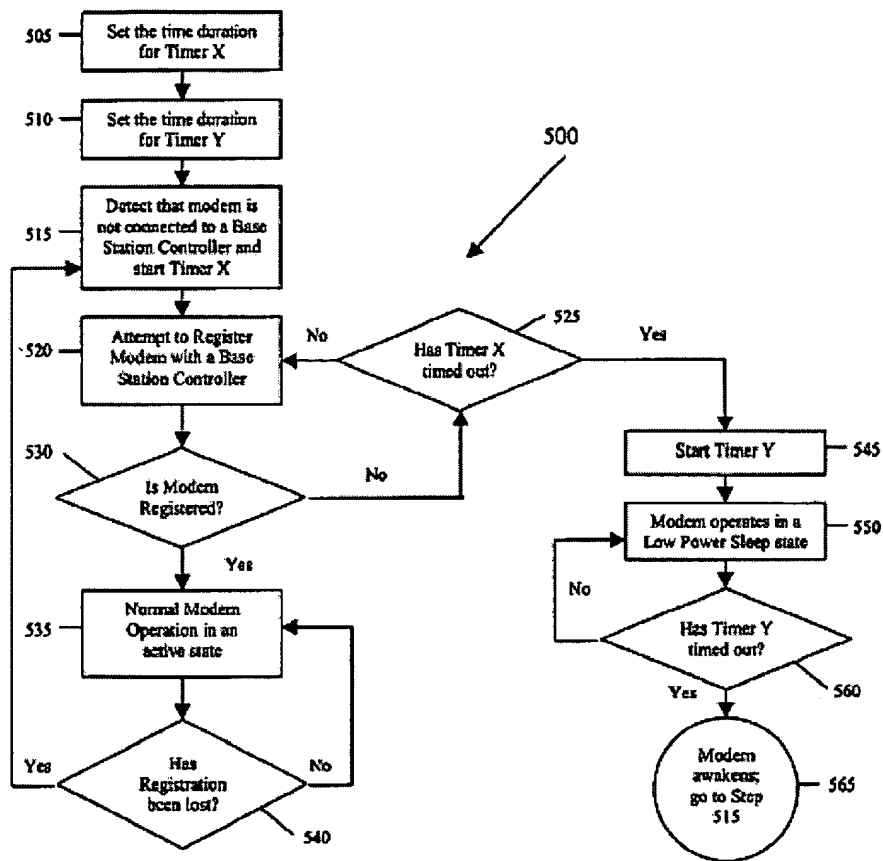 505
Set the time duration
for Timer X
510
Set the time duration
for Timer Y
500
515
Detect that modem is
not connected to a Base
Station Controller and
start Timer X
520
Attempt to Register
Modem with a Base
Station Controller
No
Has Timer X
timed out?
525
Yes
530
Is Modem
Registered?
No
Yes
Start Timer Y
545
Modem operates in a
Low Power Sleep state
550
No
Has Timer Y
timed out?
560
Yes
535
Normal Modem
Operation in an
active state
Yes
Has
Registration
been lost?
No
540
Modem
awakens;
go to Step
515
565